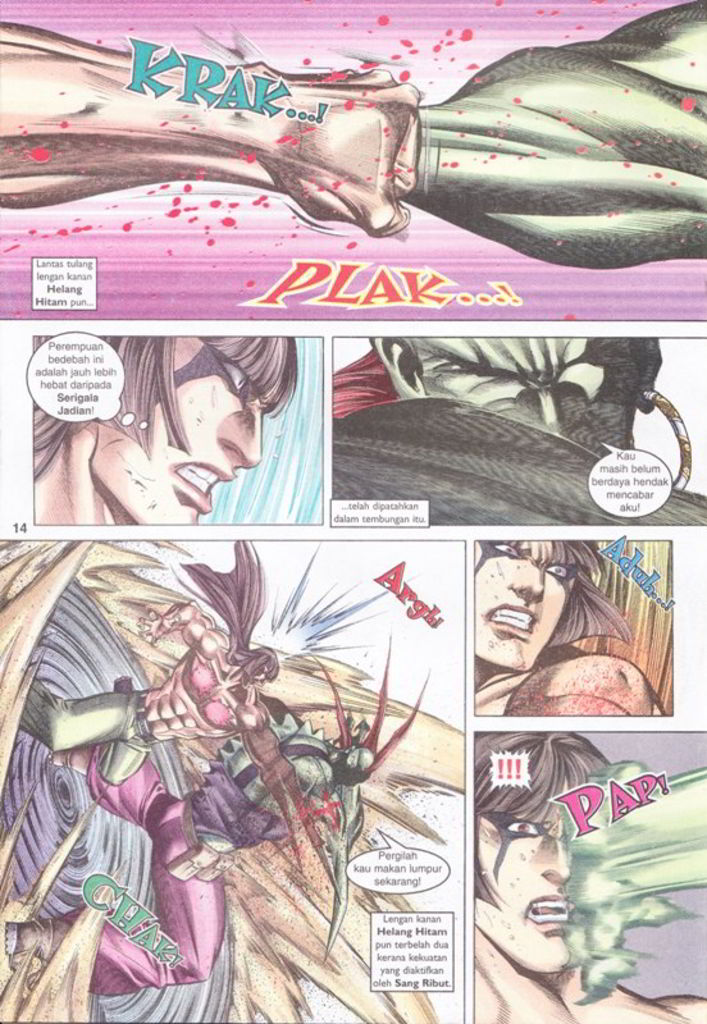 KRAK...!
Lantas tulang
lengan kanan
Helang
Hitam pun...
PLAK.....!
Perempuan
bedebah ini
adalah jauh lebih
hebat daripada
Serigala
Jadian!
...telah dipatahkan
dalam tembungan itu.
Kau
masih belum
berdaya hendak
mencabar
aku!
14
Argh!
Aduh...!
Pergilah
kau makan lumpur
sekarang!
CHAK!
Lengan kanan
Helang Hitam
pun terbelah dua
kerana kekuatan
yang diaktifkan
oleh Sang Ribut.
!!!
PAP!